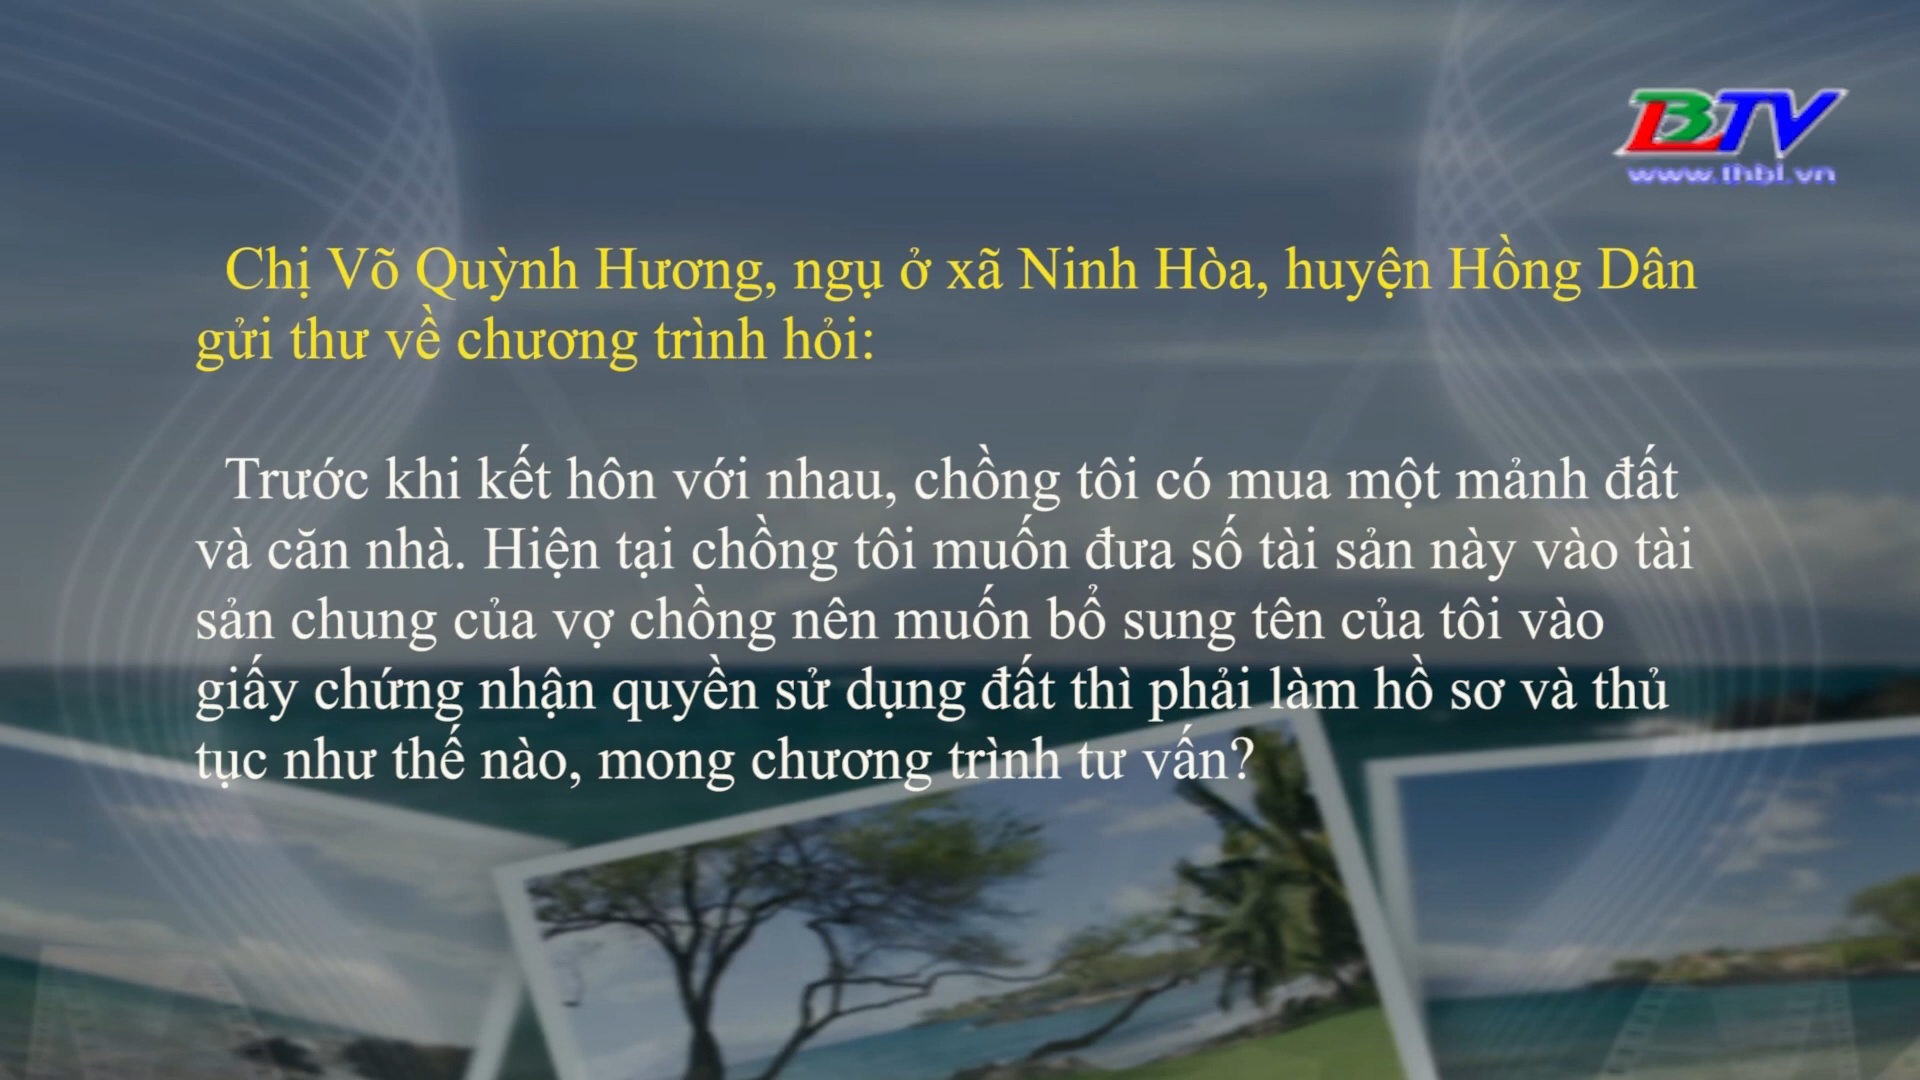 BTV
www.thbl.vn
Chị Võ Quỳnh Hương, ngụ ở xã Ninh Hòa, huyện Hồng Dân
gửi thư về chương trình hỏi:
Trước khi kết hôn với nhau, chồng tôi có mua một mảnh đất
và căn nhà. Hiện tại chồng tôi muốn đưa số tài sản này vào tài
sản chung của vợ chồng nên muốn bổ sung tên của tôi vào
giấy chứng nhận quyền sử dụng đất thì phải làm hồ sơ và thủ
tục như thế nào, mong chương trình tư vấn?